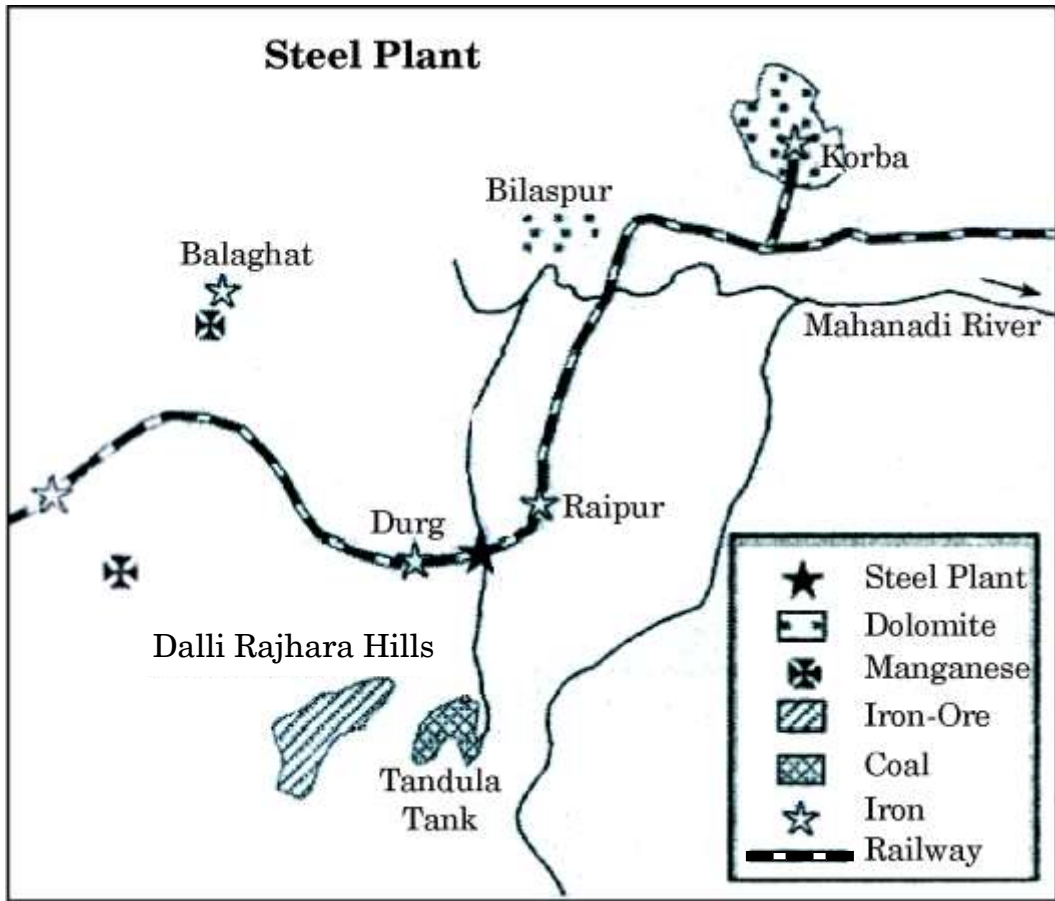 Steel Plant
Korba
Bilaspur
Balaghat
Mahanadi River
Raipur
Durg
Dalli Rajhara Hills
Tandula
Tank
Steel Plant
Dolomite
Manganese
Iron-Ore
Coal
Iron
Railway